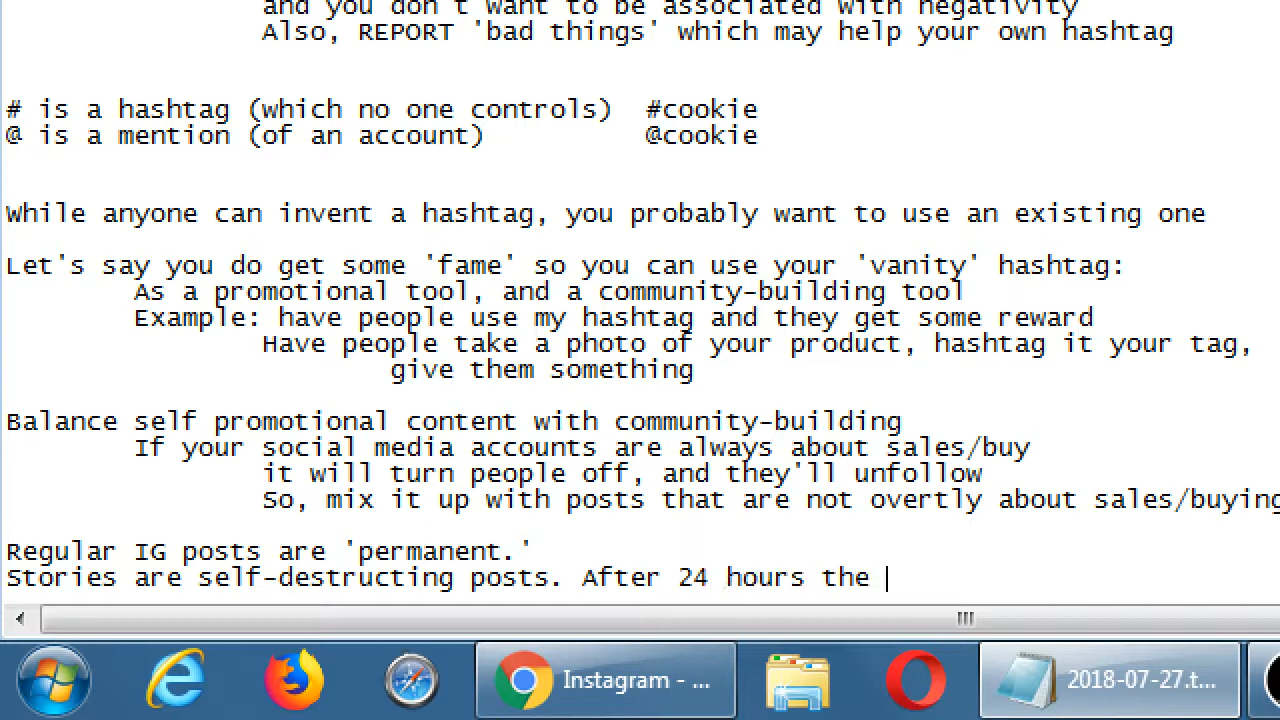 and you don't want to be associated with negativity
Also, REPORT 'bad things' which may help your own hashtag
# is a hashtag (which no one controls) #cookie
@ is a mention (of an account) @cookie
While anyone can invent a hashtag, you probably want to use an existing one
Let's say you do get some 'fame' so you can use your 'vanity' hashtag:
As a promotional tool, and a community-building tool
Example: have people use my hashtag and they get some reward
Have people take a photo of your product, hashtag it your tag,
give them something
Balance self promotional content with community-building
If your social media accounts are always about sales/buy
it will turn people off, and they'll unfollow
So, mix it up with posts that are not overtly about sales/buying
Regular IG posts are 'permanent.'
Stories are self-destructing posts. After 24 hours the
Instagram - ...
2018-07-27.t...